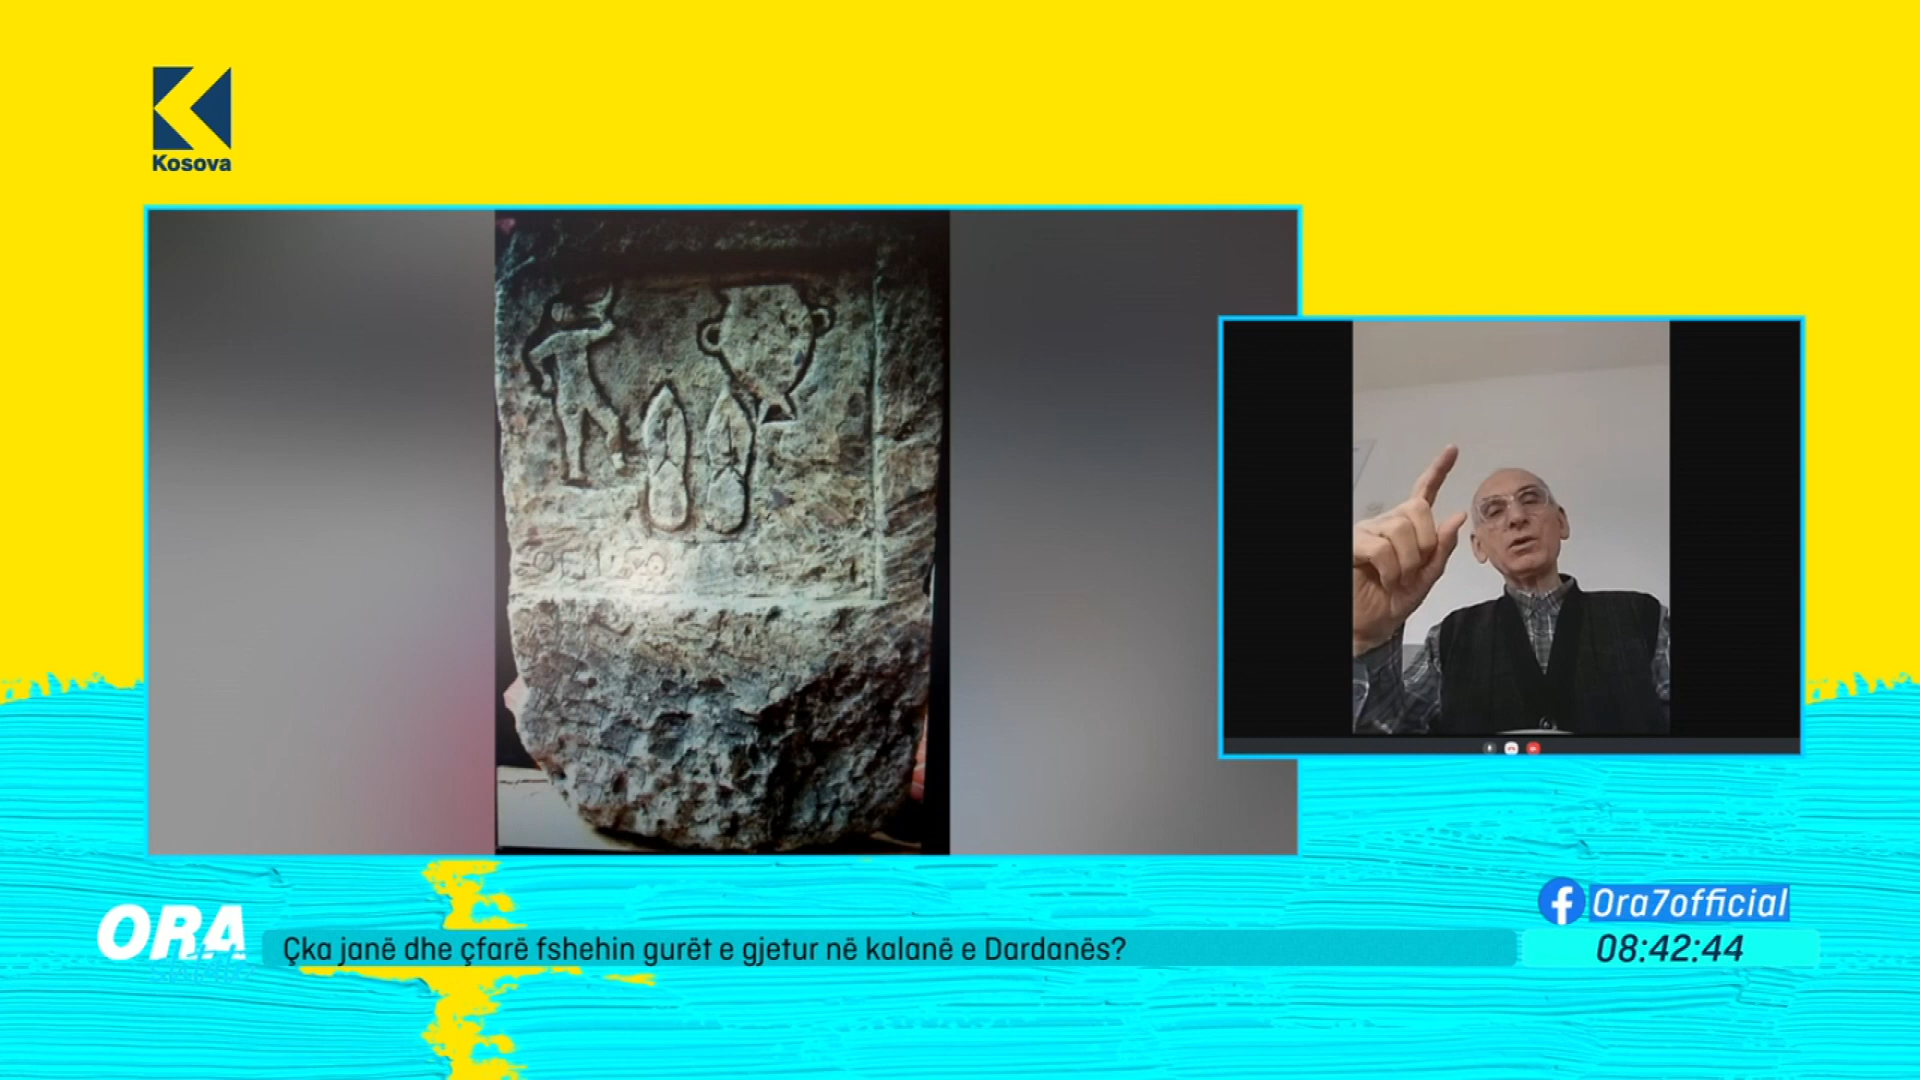 Kosova
ORA
Çka janë dhe çfarë fshehin gurët e gjetur në kalanë e Dardanës?
Ora7official
08:42:44